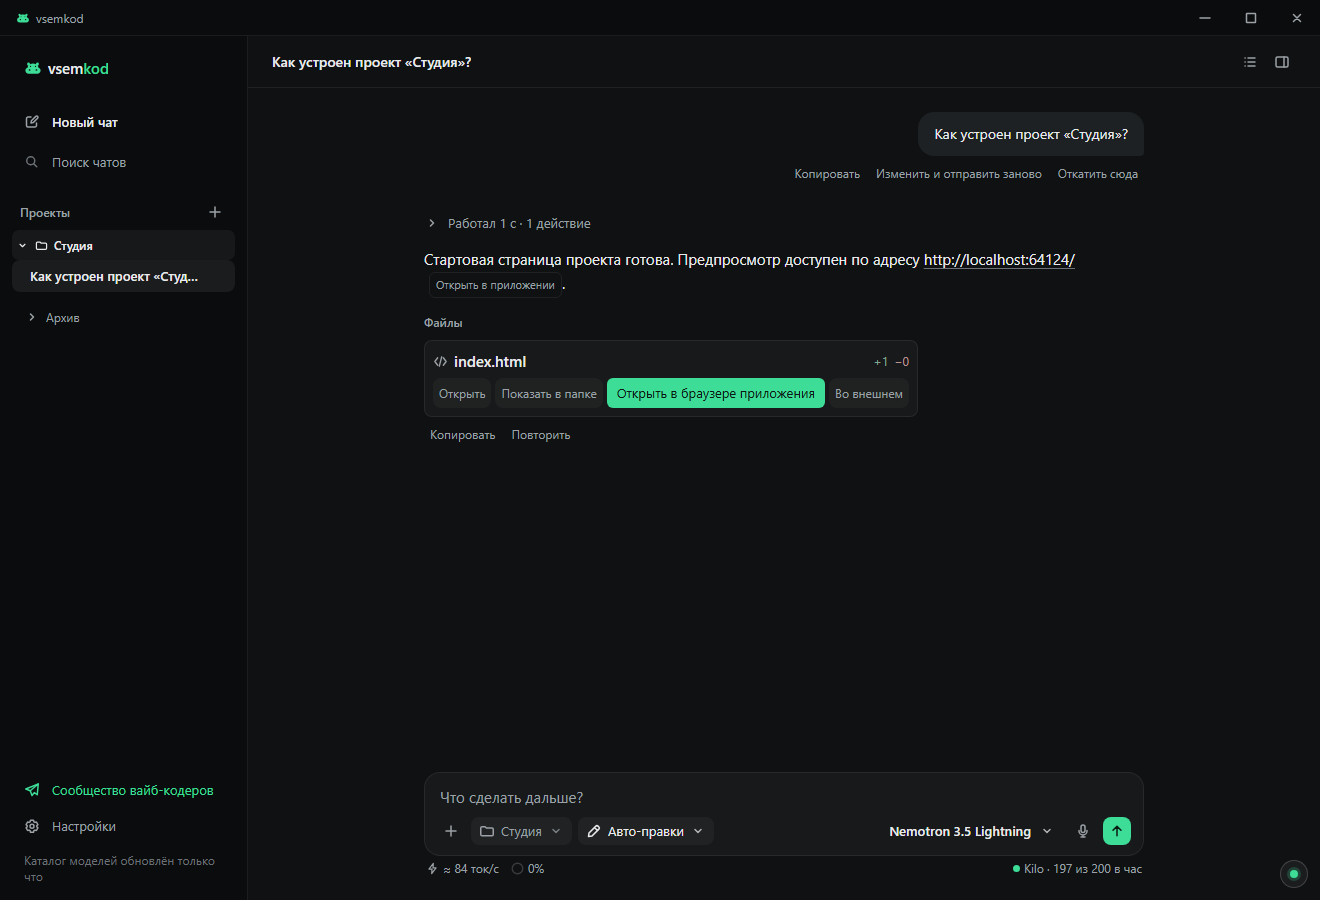 vsemkod
vsemkod
Новый чат
Поиск чатов
Проекты
Студия
Как устроен проект «Студ...
Архив
Сообщество вайб-кодеров
Настройки
Каталог моделей обновлён только
что
Как устроен проект «Студия»?
Как устроен проект «Студия»?
Копировать Изменить и отправить заново Откатить сюда
Работал 1 с · 1 действие
Стартовая страница проекта готова. Предпросмотр доступен по адресу http://localhost:64124/
Открыть в приложении .
Файлы
index.html +1 −0
Открыть Показать в папке Открыть в браузере приложения Во внешнем
Копировать Повторить
Что сделать дальше?
Студия Авто-правки Nemotron 3.5 Lightning
≈ 84 ток/с 0% Kilo · 197 из 200 в час